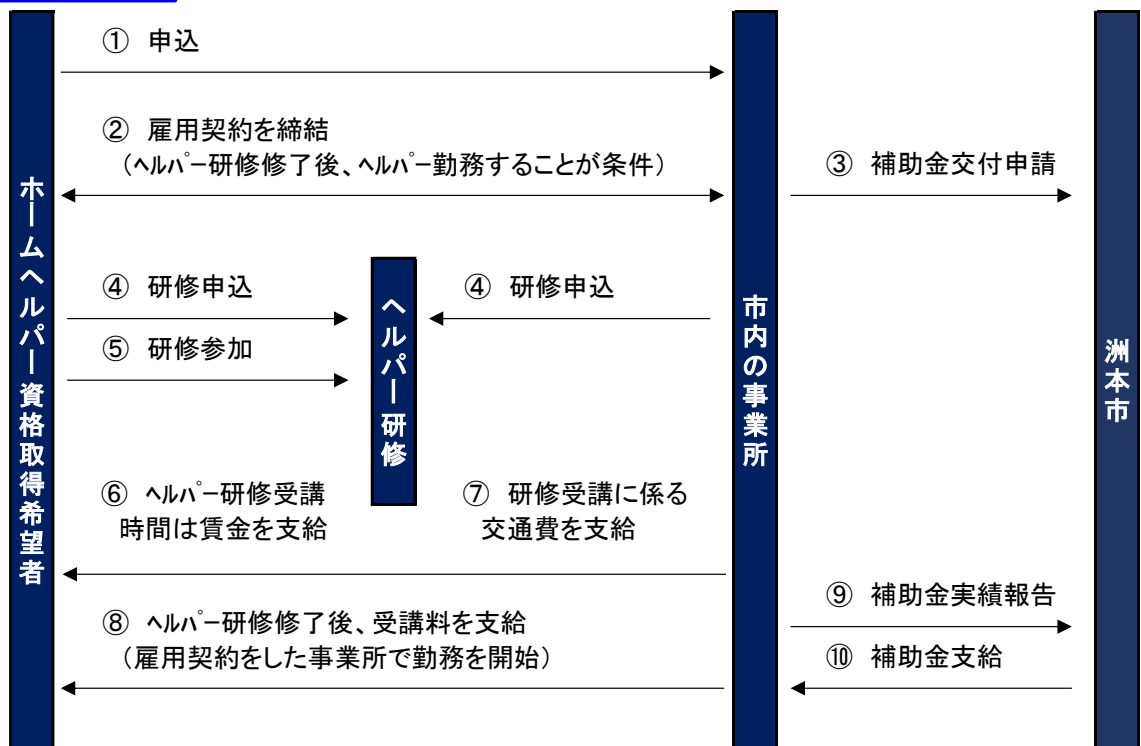 ① 申込
② 雇用契約を締結
（ﾍﾙﾊﾟｰ研修修了後、ﾍﾙﾊﾟｰ勤務することが条件）
③ 補助金交付申請
ホームヘルパー資格取得希望者
④ 研修申込
④ 研修申込
ヘルパー研修
市内の事業所
洲本市
⑤ 研修参加
⑥ ﾍﾙﾊﾟｰ研修受講
時間は賃金を支給
⑦ 研修受講に係る
交通費を支給
⑧ ﾍﾙﾊﾟｰ研修修了後、受講料を支給
（雇用契約をした事業所で勤務を開始）
⑨ 補助金実績報告
⑩ 補助金支給